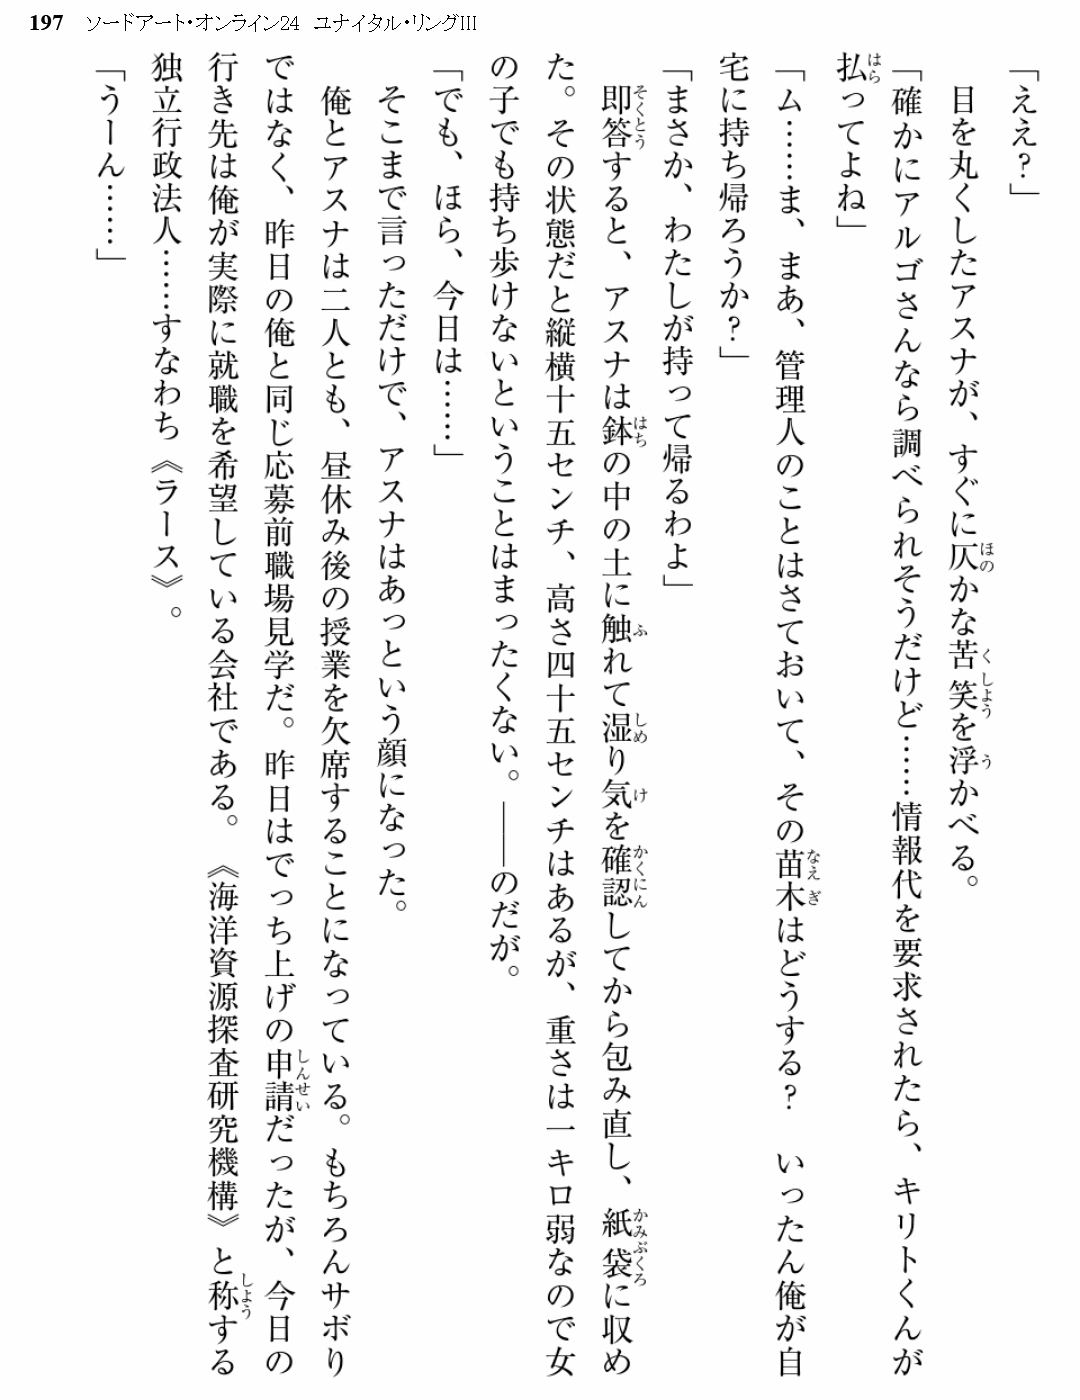 197 ソードアート・オンライン24 ユナイタル・リングIII
「ええ？」
　目を丸くしたアスナが、すぐに仄かな苦笑を浮かべる。
「確かにアルゴさんなら調べられそうだけど……情報代を要求されたら、キリトくんが
払ってよね」
「ム……ま、まあ、管理人のことはさておいて、その苗木はどうする？　いったん俺が自
宅に持ち帰ろうか？」
「まさか、わたしが持って帰るわよ」
　即答すると、アスナは鉢の中の土に触れて湿り気を確認してから包み直し、紙袋に収め
た。その状態だと縦横十五センチ、高さ四十五センチはあるが、重さは一キロ弱なので女
の子でも持ち歩けないということはまったくない。――のだが。
「でも、ほら、今日は……」
　そこまで言っただけで、アスナはあっという顔になった。
　俺とアスナは二人とも、昼休み後の授業を欠席することになっている。もちろんサボり
ではなく、昨日の俺と同じ応募前職場見学だ。昨日はでっち上げの申請だったが、今日の
行き先は俺が実際に就職を希望している会社である。《海洋資源探査研究機構》と称する
独立行政法人……すなわち《ラース》。
「うーん……」